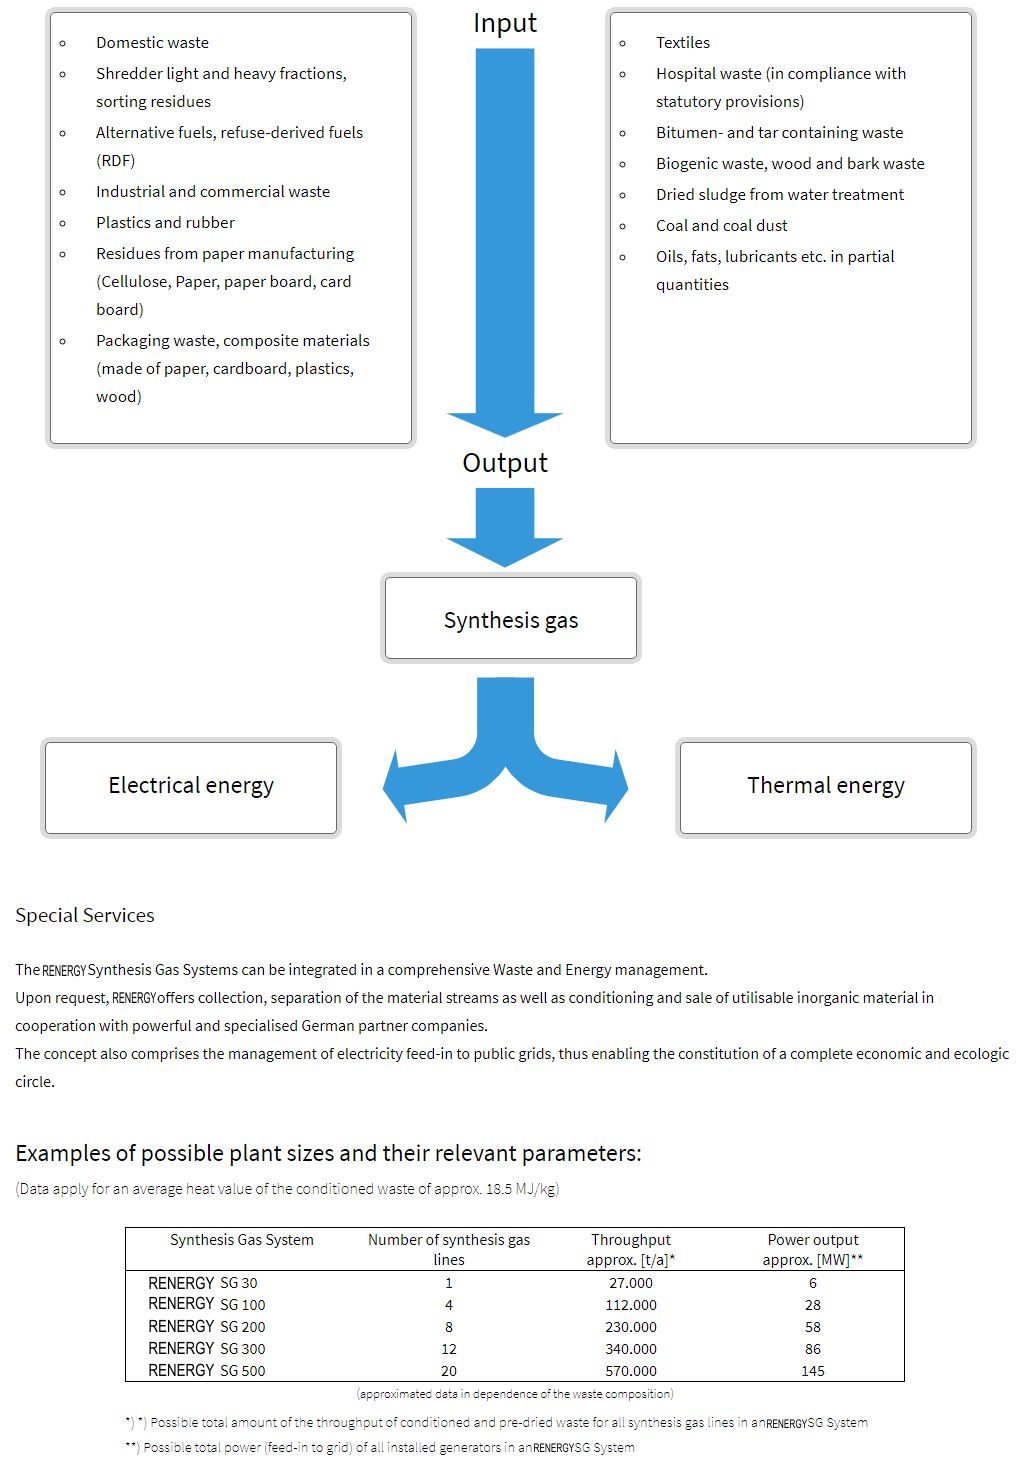 Input
Domestic waste
Shredder light and heavy fractions,
sorting residues
Alternative fuels, refuse-derived fuels
(RDF)
Industrial and commercial waste
Plastics and rubber
Residues from paper manufacturing
(Cellulose, Paper, paper board, card
board)
Packaging waste, composite materials
(made of paper, cardboard, plastics,
wood)
Textiles
Hospital waste (in compliance with
statutory provisions)
Bitumen- and tar containing waste
Biogenic waste, wood and bark waste
Dried sludge from water treatment
Coal and coal dust
Oils, fats, lubricants etc. in partial
quantities
Output
Synthesis gas
Electrical energy
Thermal energy
Special Services
The RENERGY Synthesis Gas Systems can be integrated in a comprehensive Waste and Energy management.
Upon request, RENERGY offers collection, separation of the material streams as well as conditioning and sale of utilisable inorganic material in
cooperation with powerful and specialised German partner companies.
The concept also comprises the management of electricity feed-in to public grids, thus enabling the constitution of a complete economic and ecologic
circle.
Examples of possible plant sizes and their relevant parameters:
(Data apply for an average heat value of the conditioned waste of approx. 18.5 MJ/kg)
Synthesis Gas System Number of synthesis gas lines Throughput approx. [t/a]* Power output approx. [MW]**
RENERGY SG 30 1 27.000 6
RENERGY SG 100 4 112.000 28
RENERGY SG 200 8 230.000 58
RENERGY SG 300 12 340.000 86
RENERGY SG 500 20 570.000 145
(approximated data in dependence of the waste composition)
*) *) Possible total amount of the throughput of conditioned and pre-dried waste for all synthesis gas lines in an RENERGY SG System
**) Possible total power (feed-in to grid) of all installed generators in an RENERGY SG System